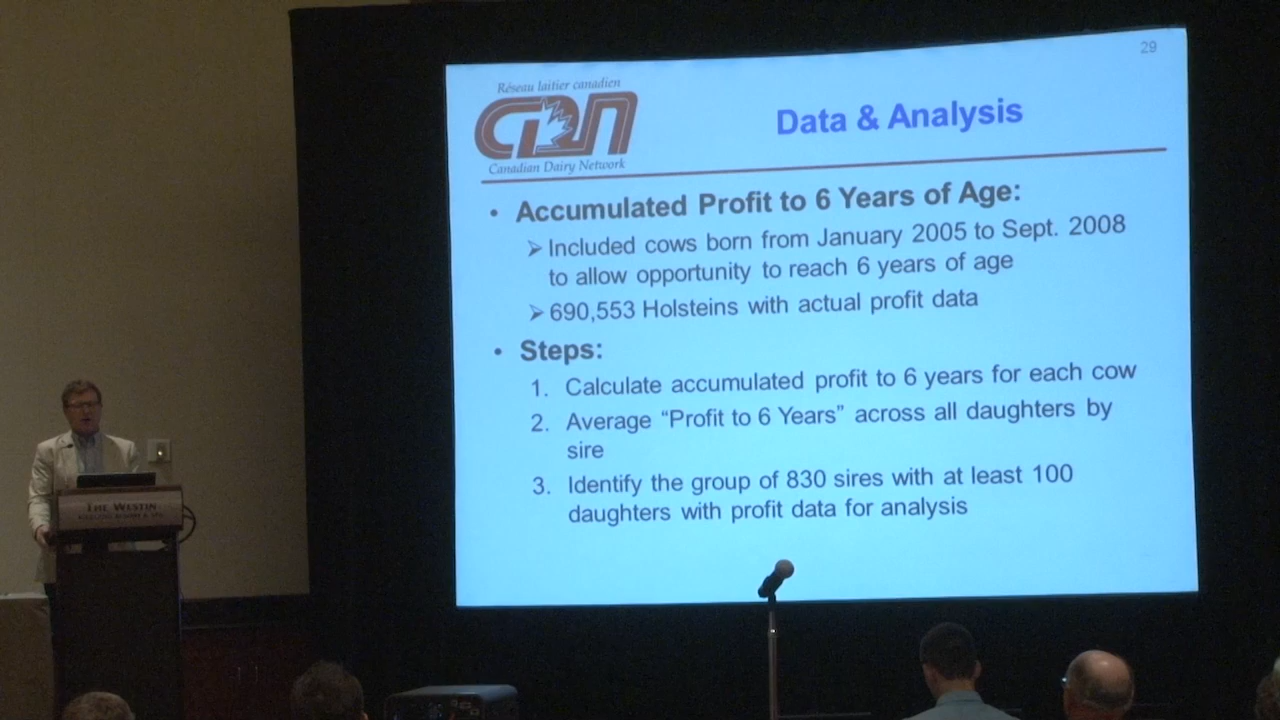 29
Réseau laitier canadien
CDN
Canadian Dairy Network
Data & Analysis
• Accumulated Profit to 6 Years of Age:
➢ Included cows born from January 2005 to Sept. 2008
to allow opportunity to reach 6 years of age
➢ 690,553 Holsteins with actual profit data
• Steps:
1. Calculate accumulated profit to 6 years for each cow
2. Average “Profit to 6 Years” across all daughters by
sire
3. Identify the group of 830 sires with at least 100
daughters with profit data for analysis
THE WESTIN